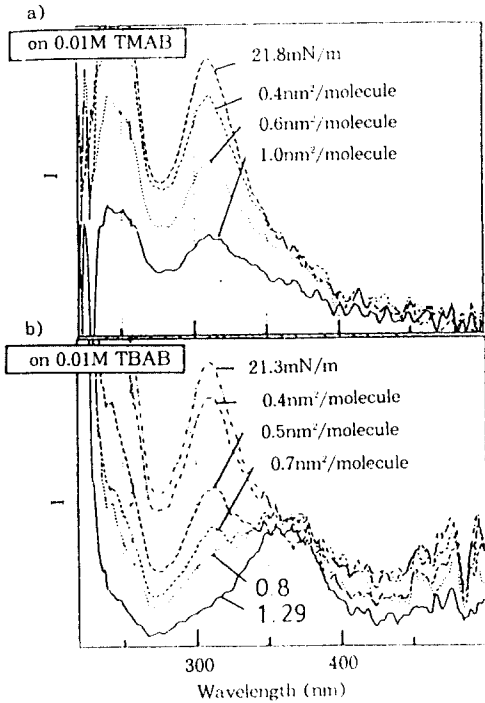 a)
on 0.01M TMAB
21.8mN/m
0.4nm²/molecule
0.6nm²/molecule
1.0nm²/molecule
I
b)
on 0.01M TBAB
21.3mN/m
0.4nm²/molecule
0.5nm²/molecule
0.7nm²/molecule
0.8
1.29
I
300
400
Wavelength (nm)